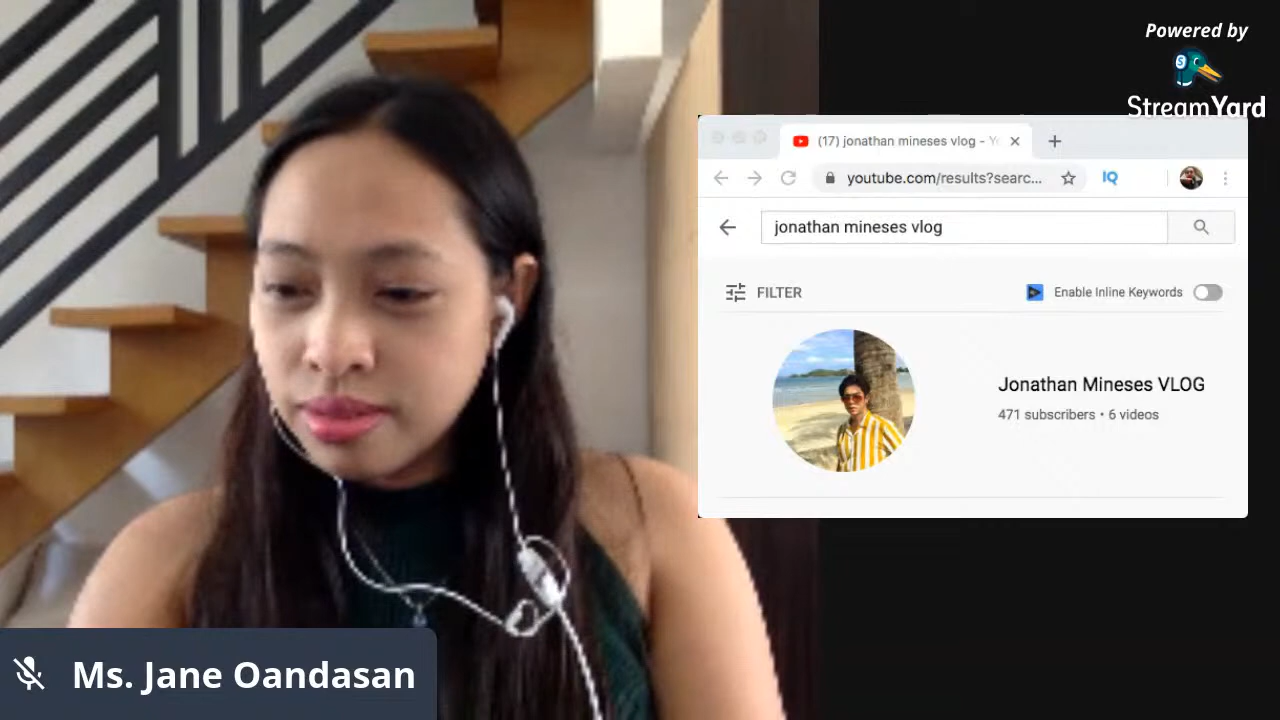 Powered by
StreamYard
(17) jonathan mineses vlog - Y
youtube.com/results?searc...
IQ
jonathan mineses vlog
FILTER
Enable Inline Keywords
Jonathan Mineses VLOG
471 subscribers • 6 videos
Ms. Jane Oandasan